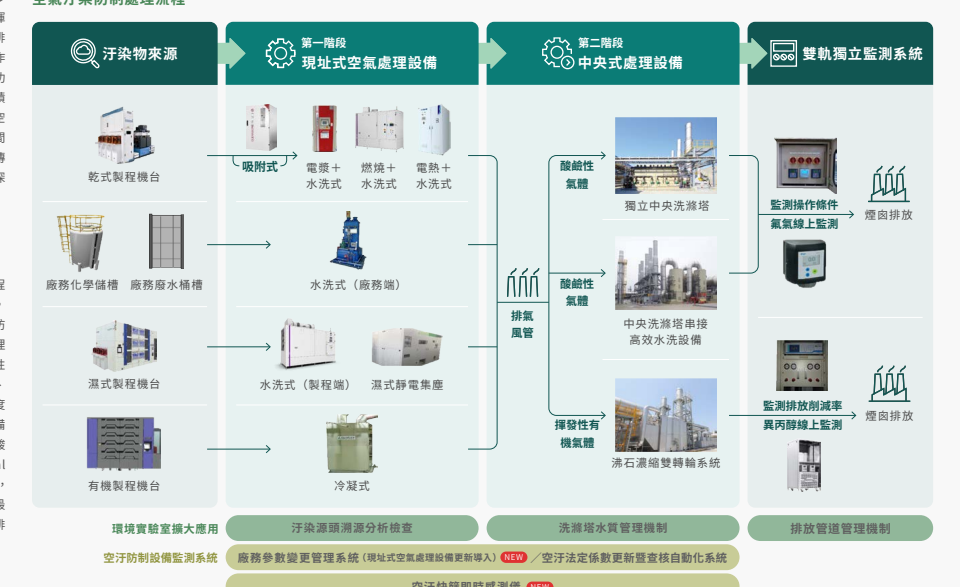 空氣汙染防制處理流程
汙染物來源
第一階段
現址式空氣處理設備
第二階段
中央式處理設備
雙軌獨立監測系統
乾式製程機台
吸附式
電漿＋
水洗式
燃燒＋
水洗式
電熱＋
水洗式
廠務化學儲槽
廠務廢水桶槽
水洗式（廠務端）
濕式製程機台
水洗式（製程端）
濕式靜電集塵
有機製程機台
冷凝式
排氣
風管
酸鹼性
氣體
獨立中央洗滌塔
酸鹼性
氣體
中央洗滌塔串接
高效水洗設備
揮發性有
機氣體
沸石濃縮雙轉輪系統
監測操作條件
氟氣線上監測
煙囪排放
監測排放削減率
異丙醇線上監測
煙囪排放
環境實驗室擴大應用
汙染源頭溯源分析檢查
洗滌塔水質管理機制
排放管道管理機制
空汙防制設備監測系統
廠務參數變更管理系統（現址式空氣處理設備更新導入） NEW ／空汙法定係數更新暨查核自動化系統
空汙快篩即時感測儀 NEW